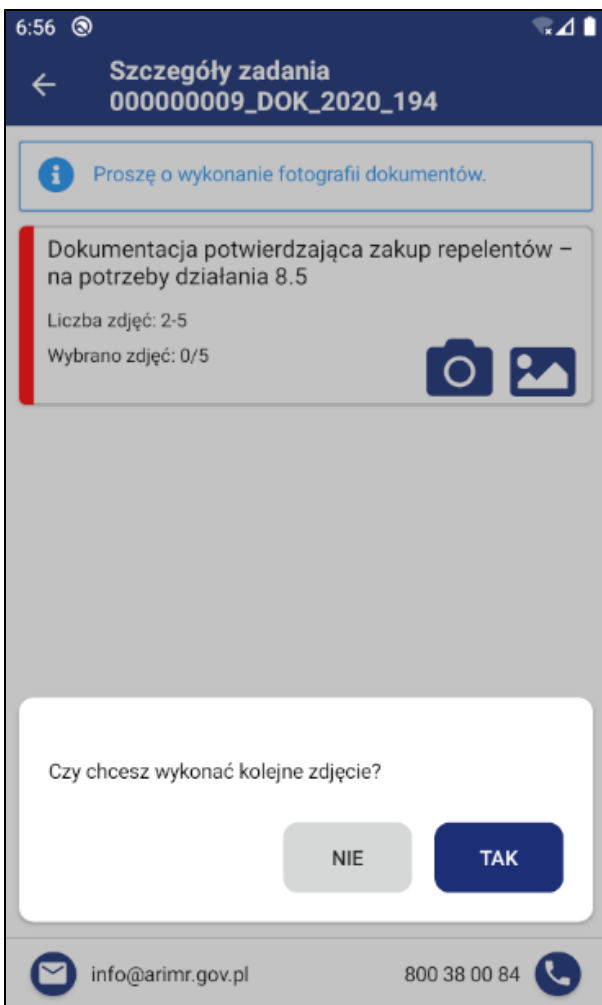 6:56
Szczegóły zadania
000000009_DOK_2020_194
Proszę o wykonanie fotografii dokumentów.
Dokumentacja potwierdzająca zakup repelentów –
na potrzeby działania 8.5
Liczba zdjęć: 2-5
Wybrano zdjęć: 0/5
Czy chcesz wykonać kolejne zdjęcie?
NIE TAK
info@arimr.gov.pl 800 38 00 84